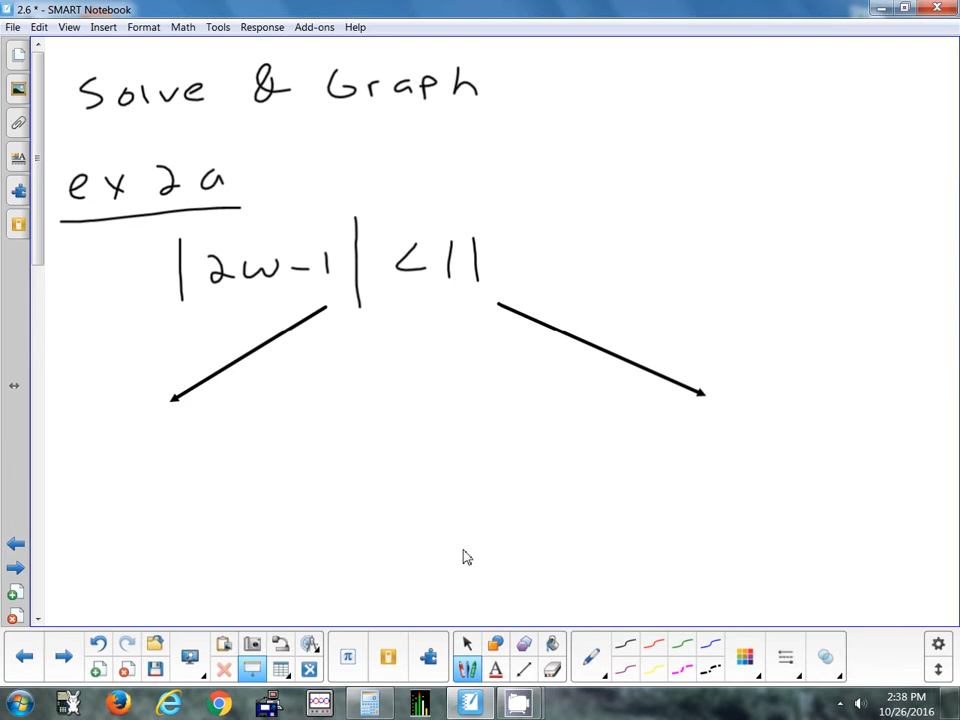 2.6 * - SMART Notebook
File Edit View Insert Format Math Tools Response Add-ons Help
Solve & Graph
ex 2a
|2w-1| < 11
2:38 PM
10/26/2016